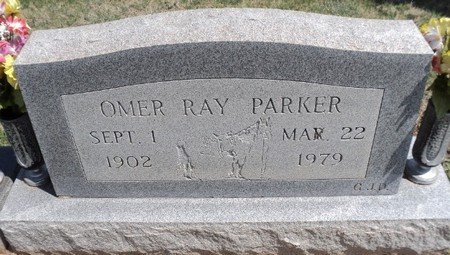 OMER RAY PARKER
SEPT. 1 MAR 22
1902 1979